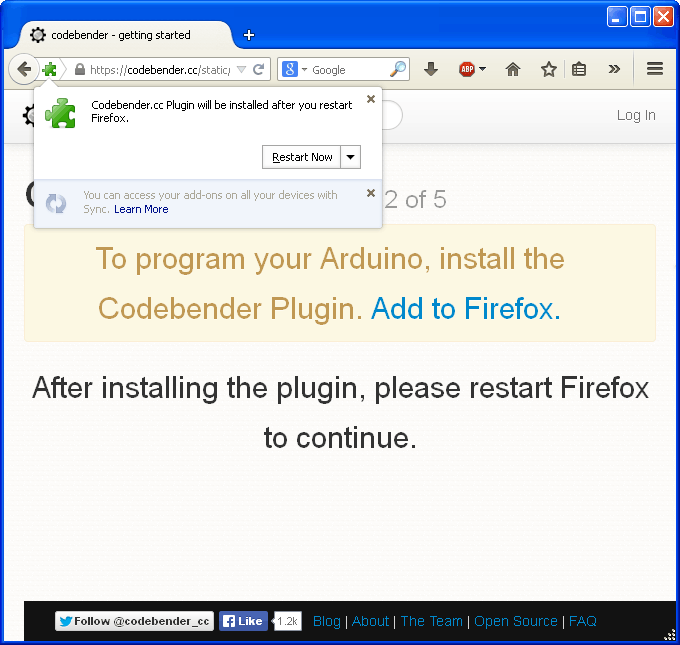 codebender - getting started
https://codebender.cc/static/
Google
ABP
Codebender.cc Plugin will be installed after you restart
Firefox.
Restart Now
You can access your add-ons on all your devices with
Sync. Learn More
Log In
2 of 5
To program your Arduino, install the
Codebender Plugin. Add to Firefox.
After installing the plugin, please restart Firefox
to continue.
Follow @codebender_cc
Like
1.2k
Blog | About | The Team | Open Source | FAQ